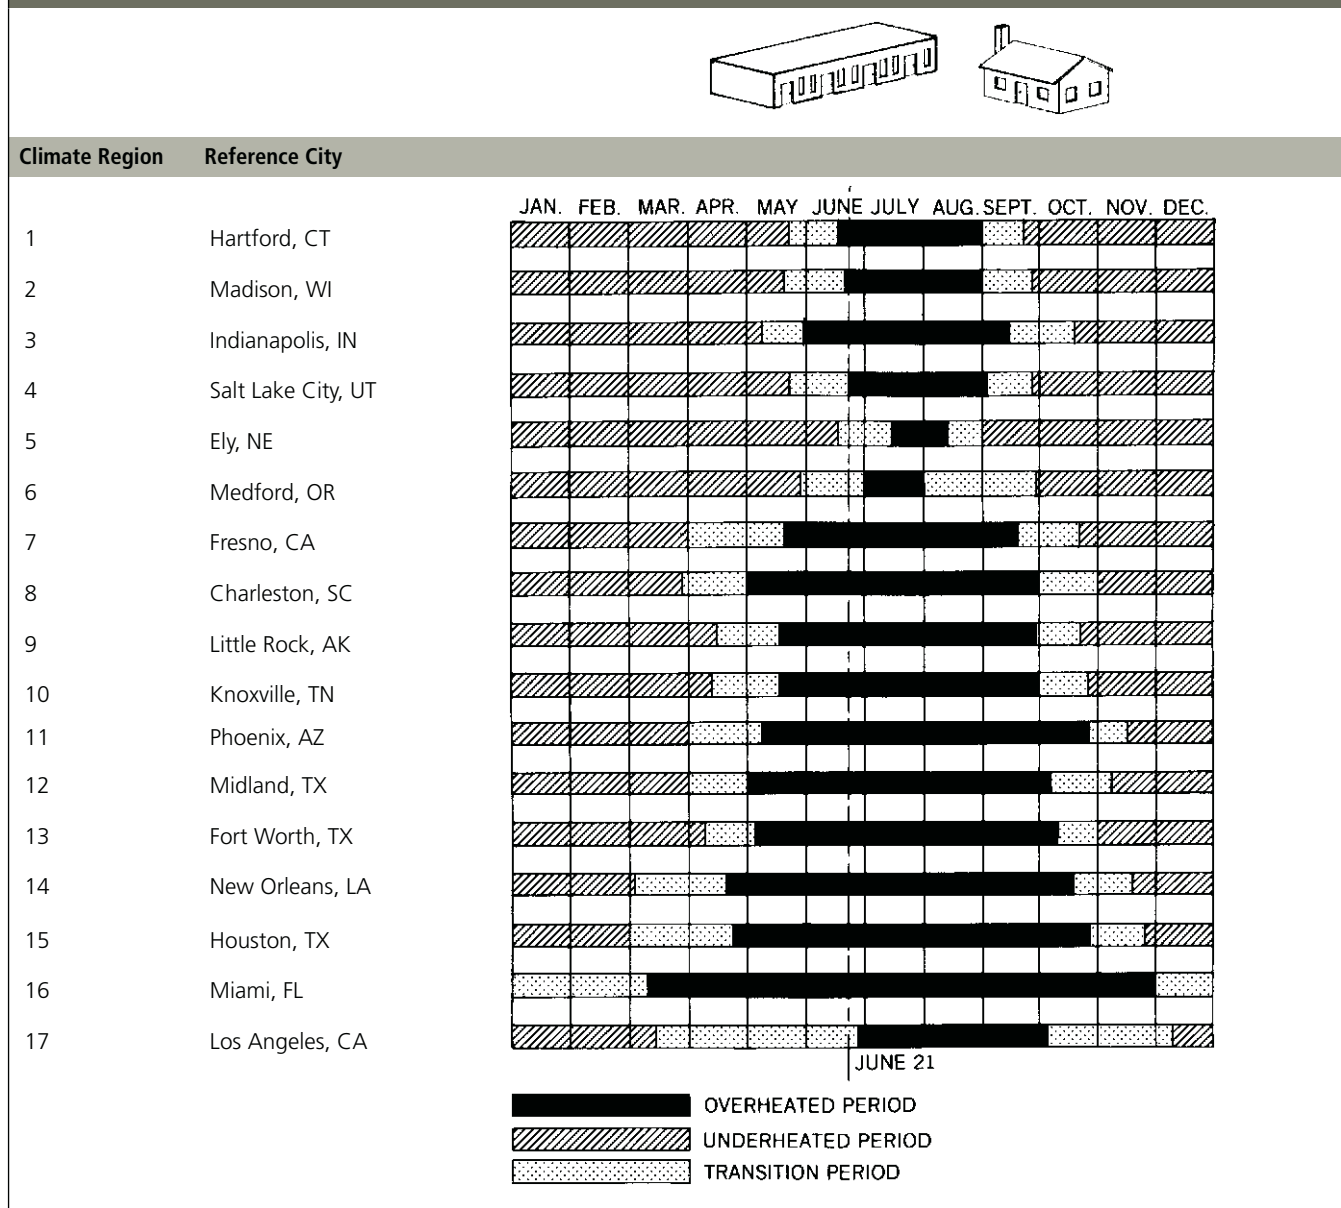 Climate Region Reference City
JAN. FEB. MAR. APR. MAY JUNE JULY AUG. SEPT. OCT. NOV. DEC.
1 Hartford, CT
2 Madison, WI
3 Indianapolis, IN
4 Salt Lake City, UT
5 Ely, NE
6 Medford, OR
7 Fresno, CA
8 Charleston, SC
9 Little Rock, AK
10 Knoxville, TN
11 Phoenix, AZ
12 Midland, TX
13 Fort Worth, TX
14 New Orleans, LA
15 Houston, TX
16 Miami, FL
17 Los Angeles, CA
JUNE 21
OVERHEATED PERIOD
UNDERHEATED PERIOD
TRANSITION PERIOD